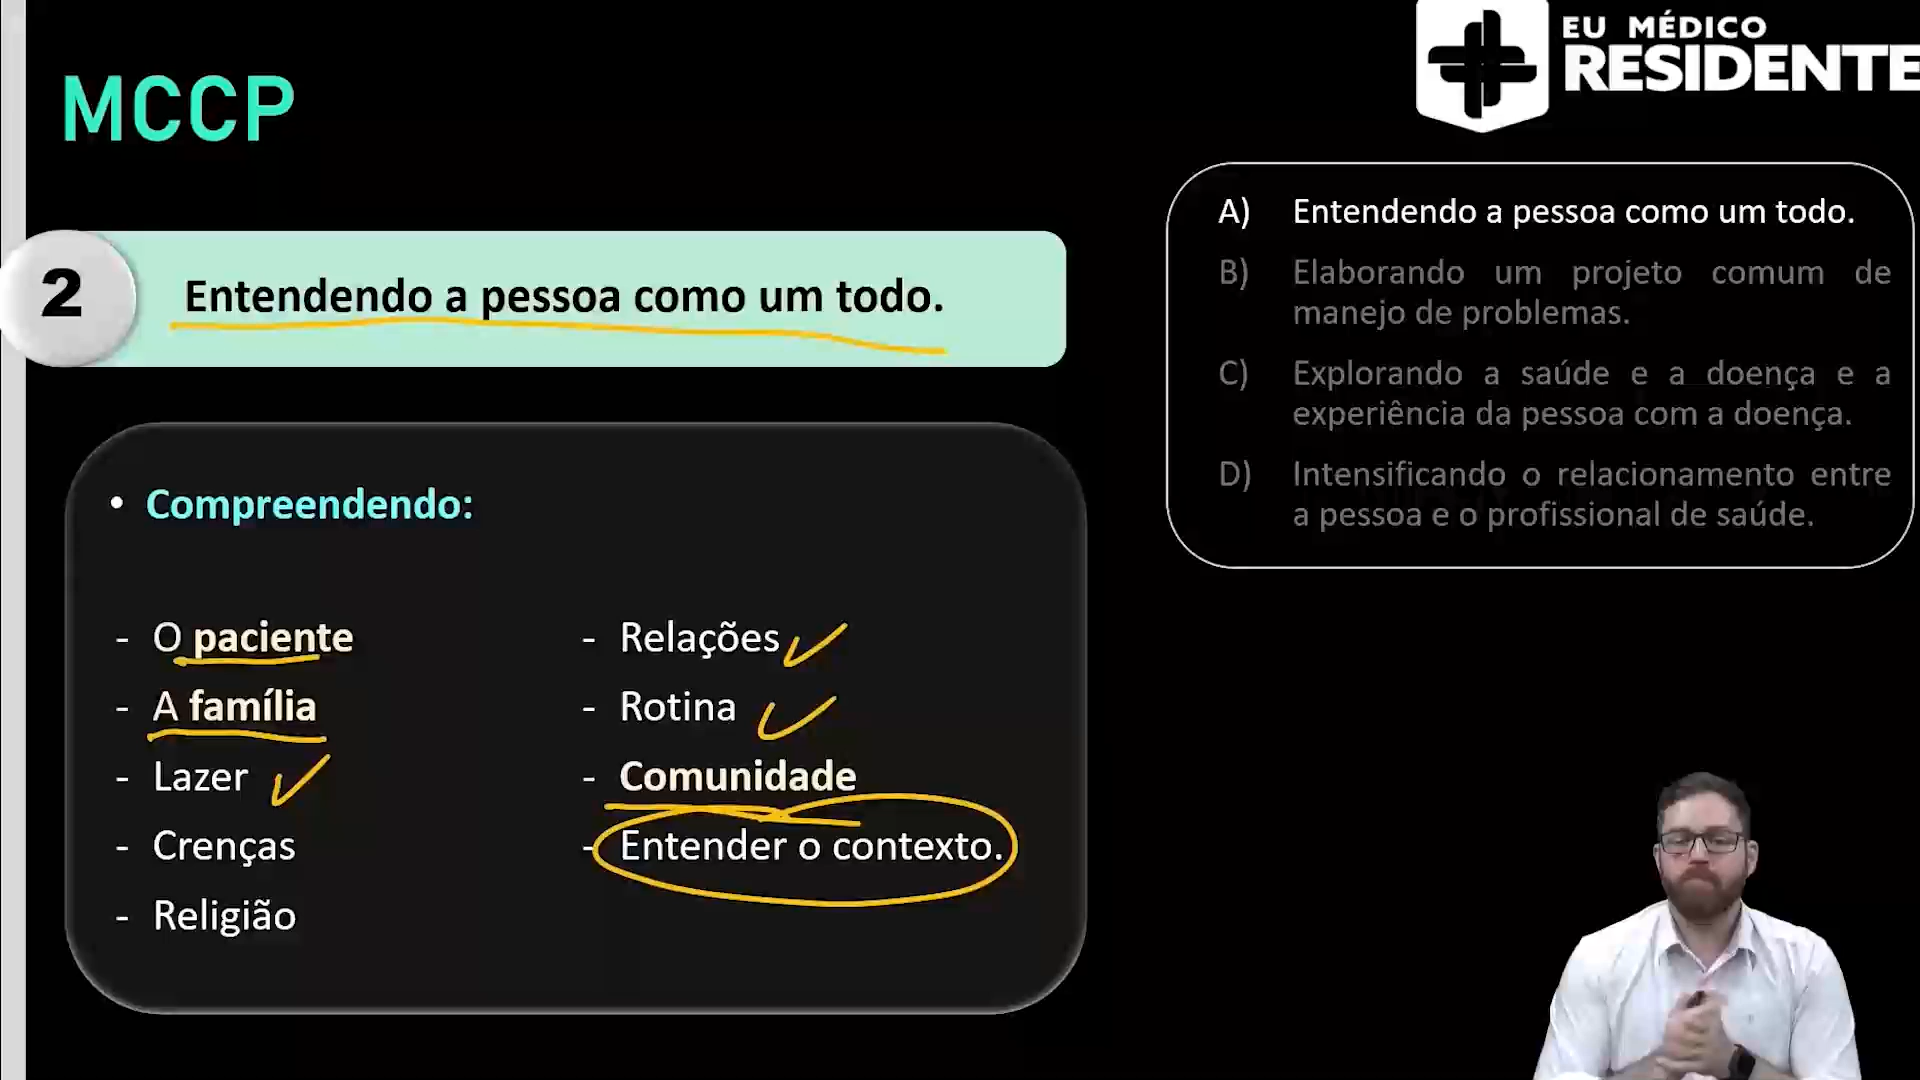 MCCP
EU MÉDICO
RESIDENTE
2
Entendendo a pessoa como um todo.
A) Entendendo a pessoa como um todo.
B) Elaborando um projeto comum de
manejo de problemas.
C) Explorando a saúde e a doença e a
experiência da pessoa com a doença.
D) Intensificando o relacionamento entre
a pessoa e o profissional de saúde.
• Compreendendo:
- O paciente
- A família
- Lazer
- Crenças
- Religião
- Relações
- Rotina
- Comunidade
- Entender o contexto.